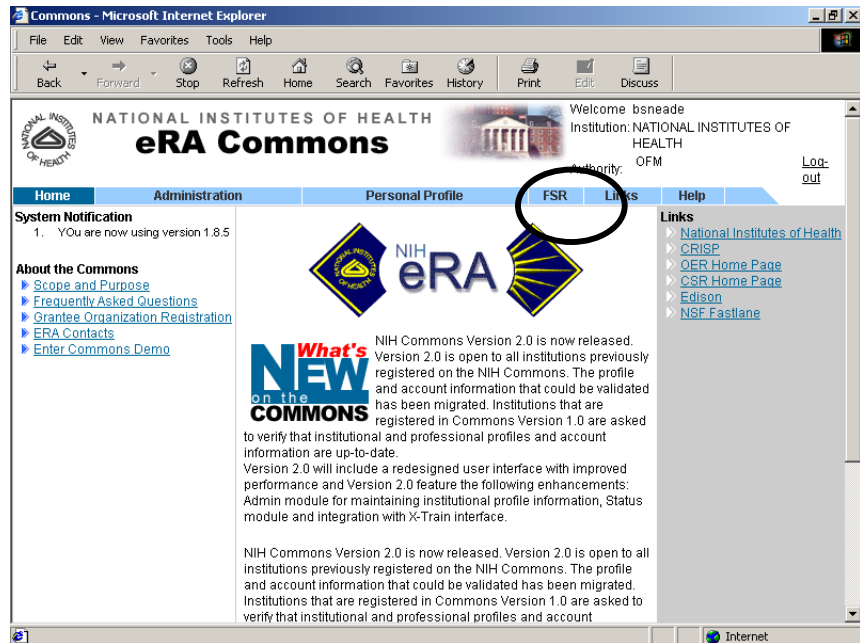 Commons - Microsoft Internet Explorer
File Edit View Favorites Tools Help
Back Forward Stop Refresh Home Search Favorites History Print Edit Discuss
NATIONAL INSTITUTES OF HEALTH
NATIONAL INSTITUTES OF HEALTH
eRA Commons
Welcome bsneade
Institution: NATIONAL INSTITUTES OF
HEALTH
Authority: OFM
Log-
out
Home Administration Personal Profile FSR Links Help
System Notification
1. YOu are now using version 1.8.5
About the Commons
Scope and Purpose
Frequently Asked Questions
Grantee Organization Registration
ERA Contacts
Enter Commons Demo
NIH
eRA
What's
NEW
on the
COMMONS
NIH Commons Version 2.0 is now released.
Version 2.0 is open to all institutions previously
registered on the NIH Commons. The profile
and account information that could be validated
has been migrated. Institutions that are
registered in Commons Version 1.0 are asked
to verify that institutional and professional profiles and account
information are up-to-date.
Version 2.0 will include a redesigned user interface with improved
performance and Version 2.0 feature the following enhancements:
Admin module for maintaining institutional profile information, Status
module and integration with X-Train interface.
NIH Commons Version 2.0 is now released. Version 2.0 is open to all
institutions previously registered on the NIH Commons. The profile
and account information that could be validated has been migrated.
Institutions that are registered in Commons Version 1.0 are asked to
verify that institutional and professional profiles and account
Links
National Institutes of Health
CRISP
OER Home Page
CSR Home Page
Edison
NSF Fastlane
Internet